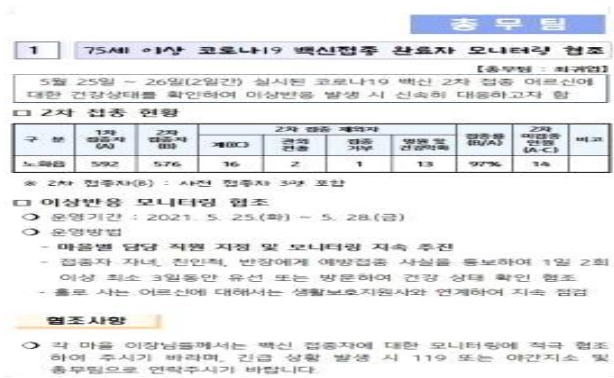 총 무 팀
1 75세 이상 코로나19 백신접종 완료자 모니터링 협조
【총무팀 : 최귀엽】
5월 25일 ~ 26일(2일간) 실시된 코로나19 백신 2차 접종 어르신에
대한 건강상태를 확인하여 이상반응 발생 시 신속히 대응하고자 함
□ 2차 접종 현황
구 분 1차 접종자 (A) 2차 접종자 (B) 2차 접종 제외자 접종률 (B/A) 2차 미접종 인원 (A-C) 비고
계(C) 관외 전출 접종 거부 병원 및 건강악화
노화읍 592 576 16 2 1 13 97% 14
※ 2차 접종자(B) : 사전 접종자 3명 포함
□ 이상반응 모니터링 협조
○ 운영기간 : 2021. 5. 25.(화) ~ 5. 28.(금)
○ 운영방법
- 마을별 담당 직원 지정 및 모니터링 지속 추진
- 접종자 자녀, 친인척, 반장에게 예방접종 사실을 통보하여 1일 2회
이상 최소 3일동안 유선 또는 방문하여 건강 상태 확인 협조
- 홀로 사는 어르신에 대해서는 생활보호지원사와 연계하여 지속 점검
협조사항
○ 각 마을 이장님들께서는 백신 접종자에 대한 모니터링에 적극 협조
하여 주시기 바라며, 긴급 상황 발생 시 119 또는 야간지소 및
총무팀으로 연락주시기 바랍니다.